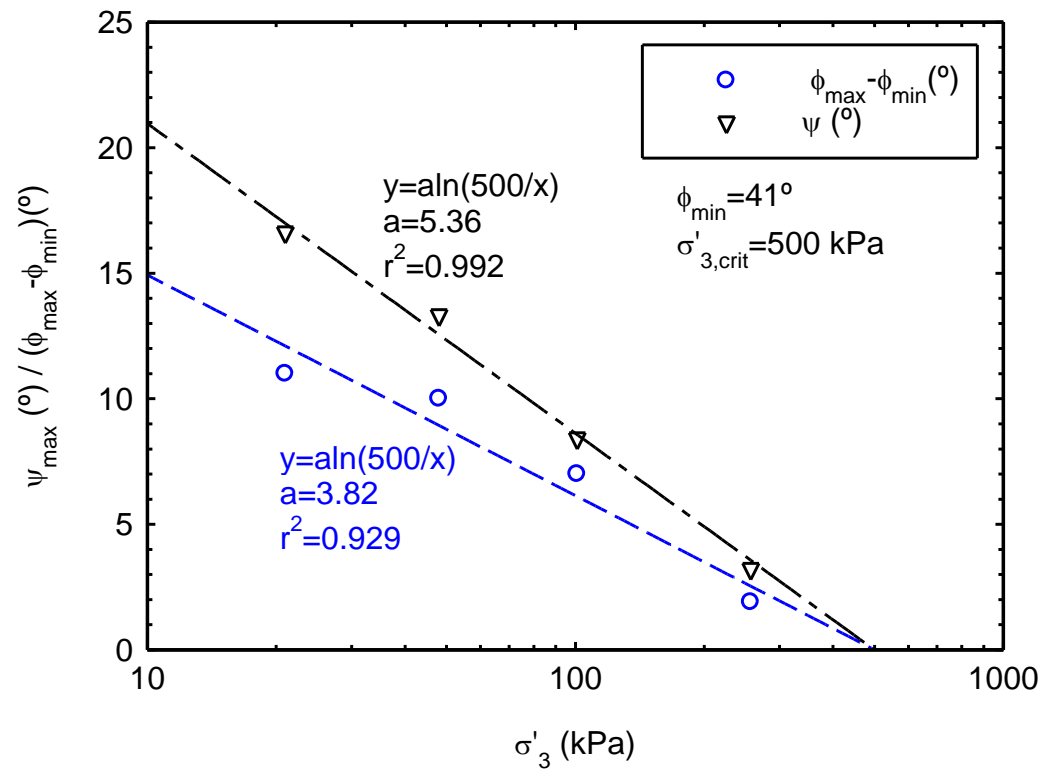 25
20
15
10
5
0
10
100
1000
ψmax (º) / (ϕmax-ϕmin)(º)
σ'3 (kPa)
ϕmax-ϕmin(º)
ψ (º)
ϕmin=41º
σ'3,crit=500 kPa
y=aln(500/x)
a=5.36
r2=0.992
y=aln(500/x)
a=3.82
r2=0.929